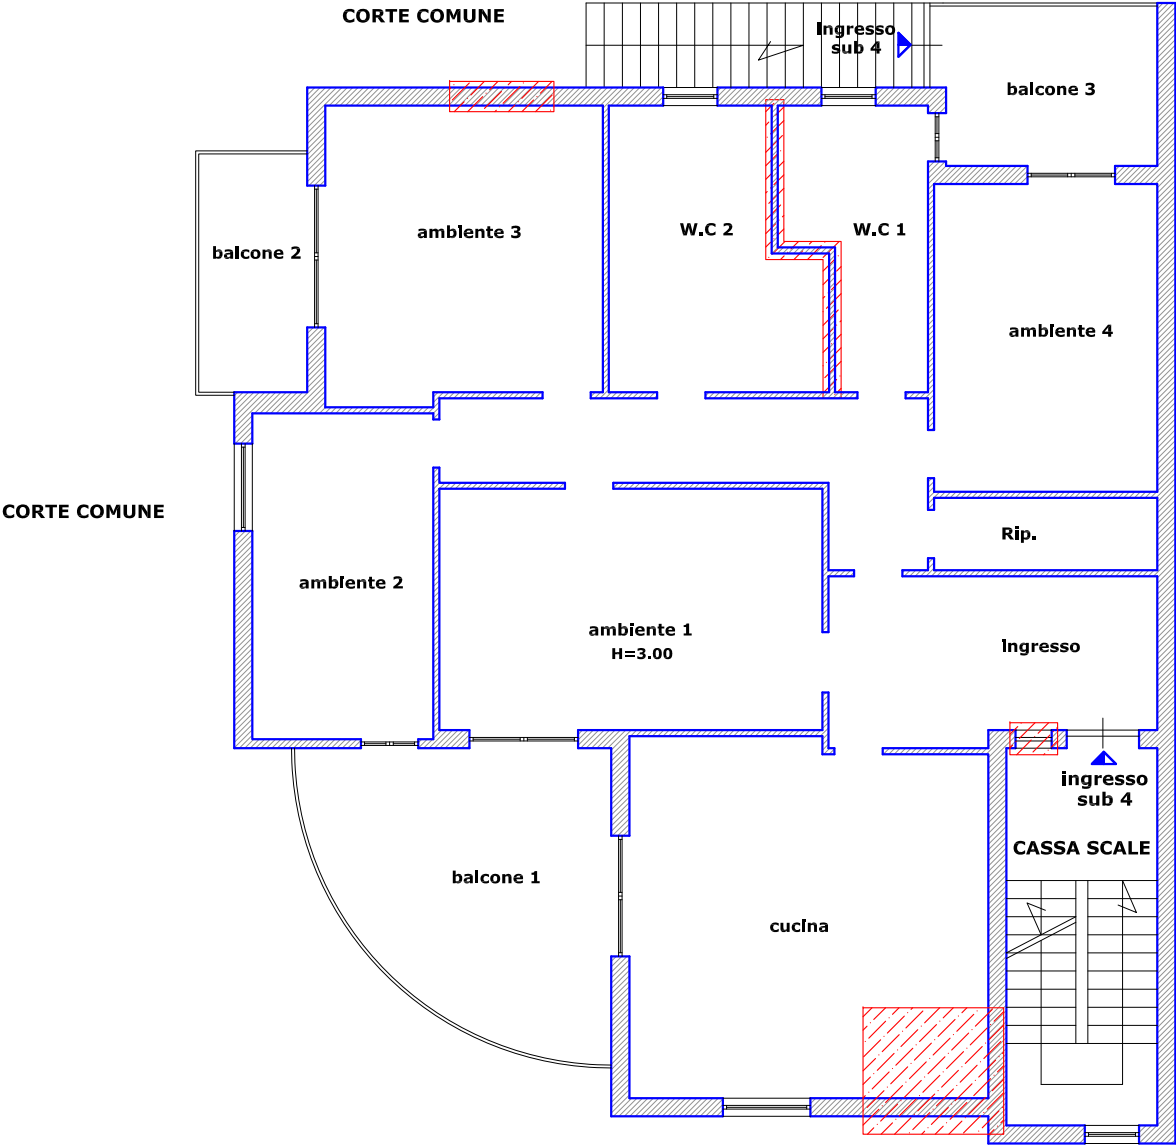 CORTE COMUNE
Ingresso
sub 4
balcone 3
balcone 2
ambiente 3
W.C 2
W.C 1
ambiente 4
CORTE COMUNE
Rip.
ambiente 2
ambiente 1
H=3.00
Ingresso
ingresso
sub 4
CASSA SCALE
balcone 1
cucina